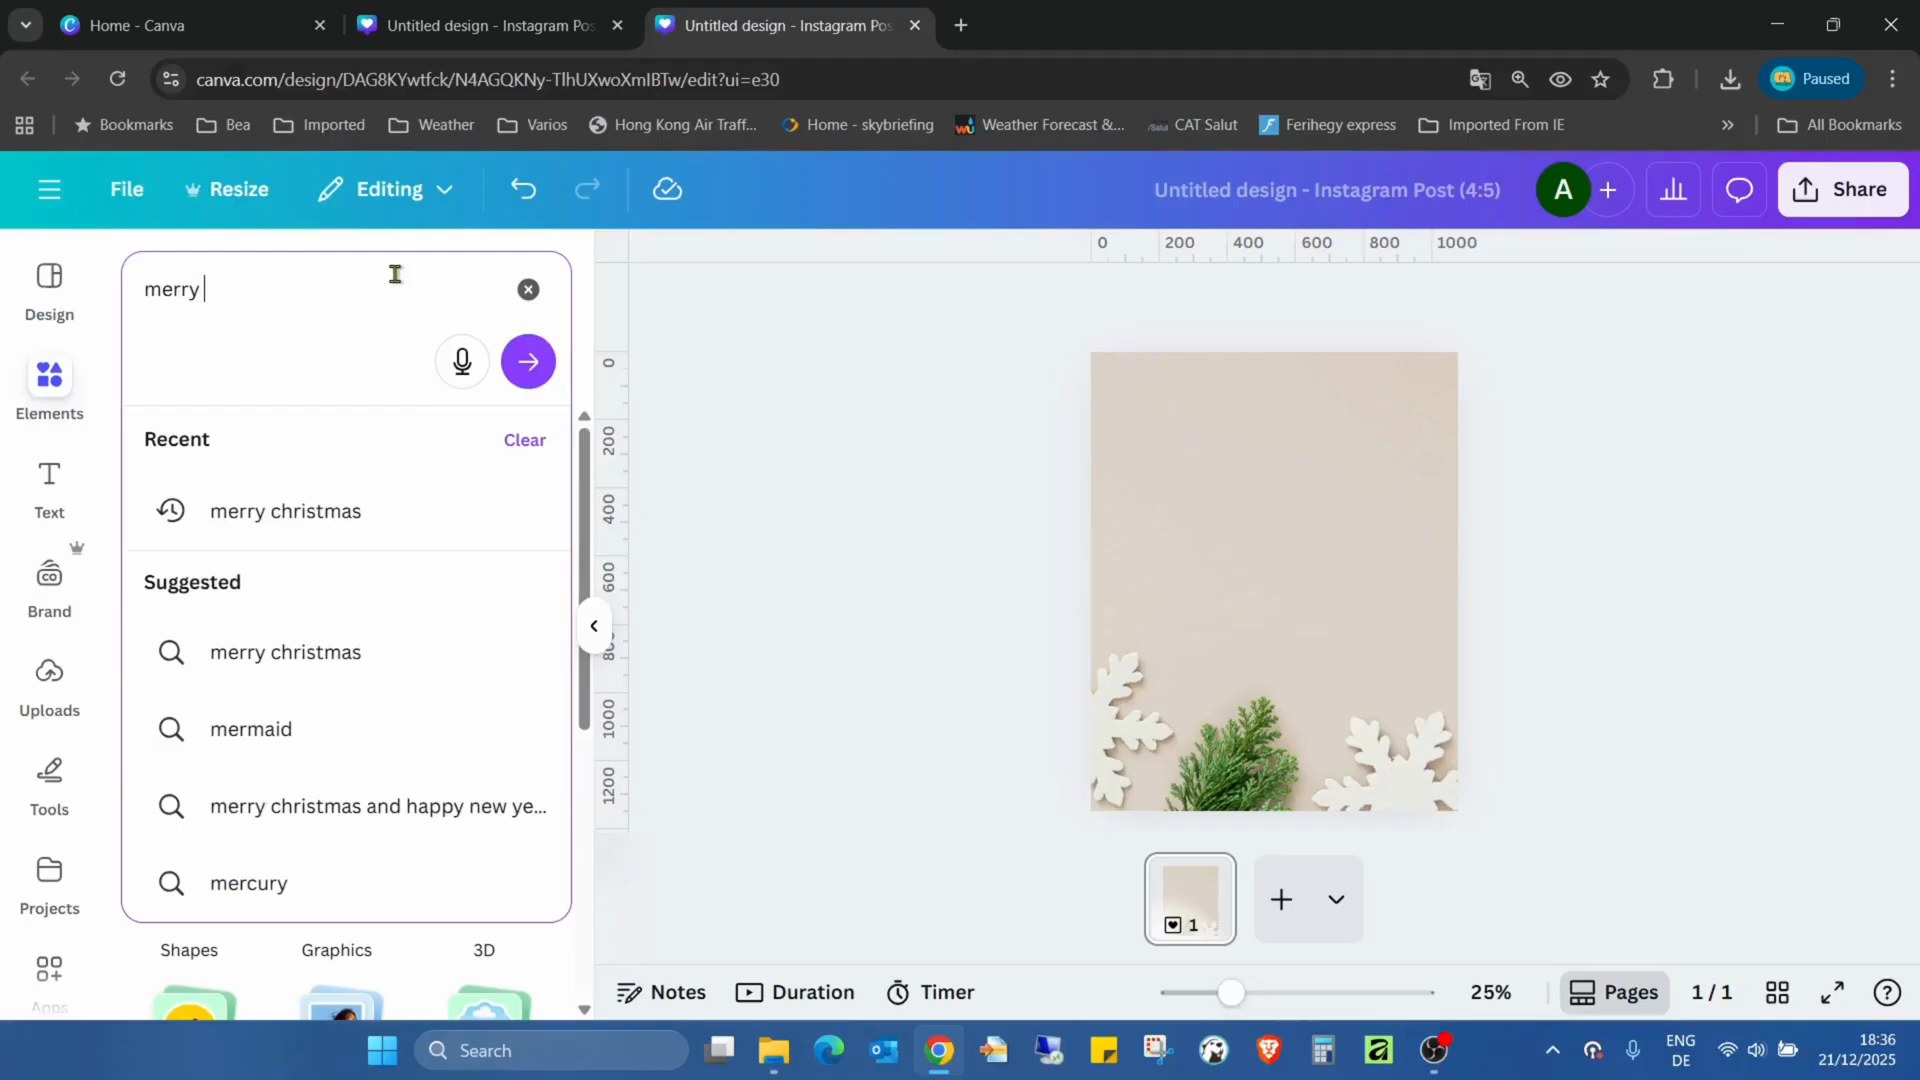 Home - Canva
Untitled design - Instagram Pos
Untitled design - Instagram Pos
canva.com/design/DAG8KYwtfck/N4AGQKNy-TlhUXwoXmIBTw/edit?ui=e30
Paused
Bookmarks
Bea
Imported
Weather
Varios
Hong Kong Air Traff...
Home - skybriefing
Weather Forecast &...
CAT Salut
Ferihegy express
Imported From IE
All Bookmarks
File
Resize
Editing
Untitled design - Instagram Post (4:5)
A
Share
Design
Elements
Text
Brand
Uploads
Tools
Projects
Apps
merry
Recent
Clear
merry christmas
Suggested
merry christmas
mermaid
merry christmas and happy new ye...
mercury
Shapes
Graphics
3D
0 200 400 600 800 1000
0
200
400
600
800
1000
1200
1
Notes
Duration
Timer
25%
Pages
1 / 1
Search
ENG
DE
18:36
21/12/2025